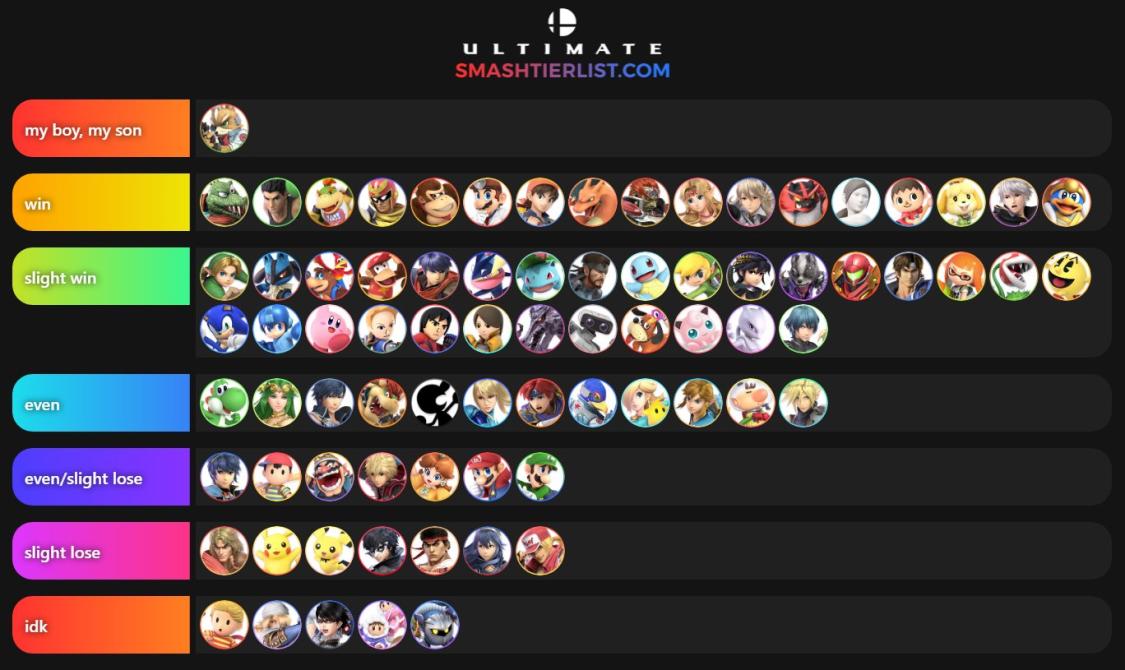 ULTIMATE
SMASHTIERLIST.COM
my boy, my son
win
slight win
even
even/slight lose
slight lose
idk